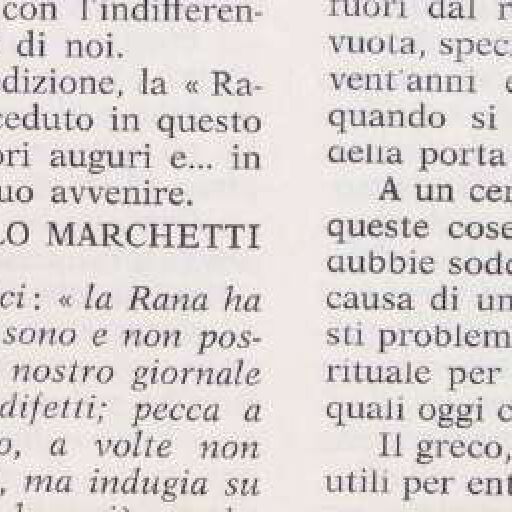 con l'indifferen-
di noi.
dizione, la « Ra-
ceduto in questo
ori auguri e... in
uo avvenire.
LO MARCHETTI
ci: « la Rana ha
sono e non pos-
nostro giornale
difetti; pecca a
o, a volte non
, ma indugia su
fuori dal r
vuota, speci
vent'anni e
quando si
della porta
A un cer
queste cose
dubbie sodd
causa di un
sti problem
rituale per
quali oggi c
Il greco,
utili per ent